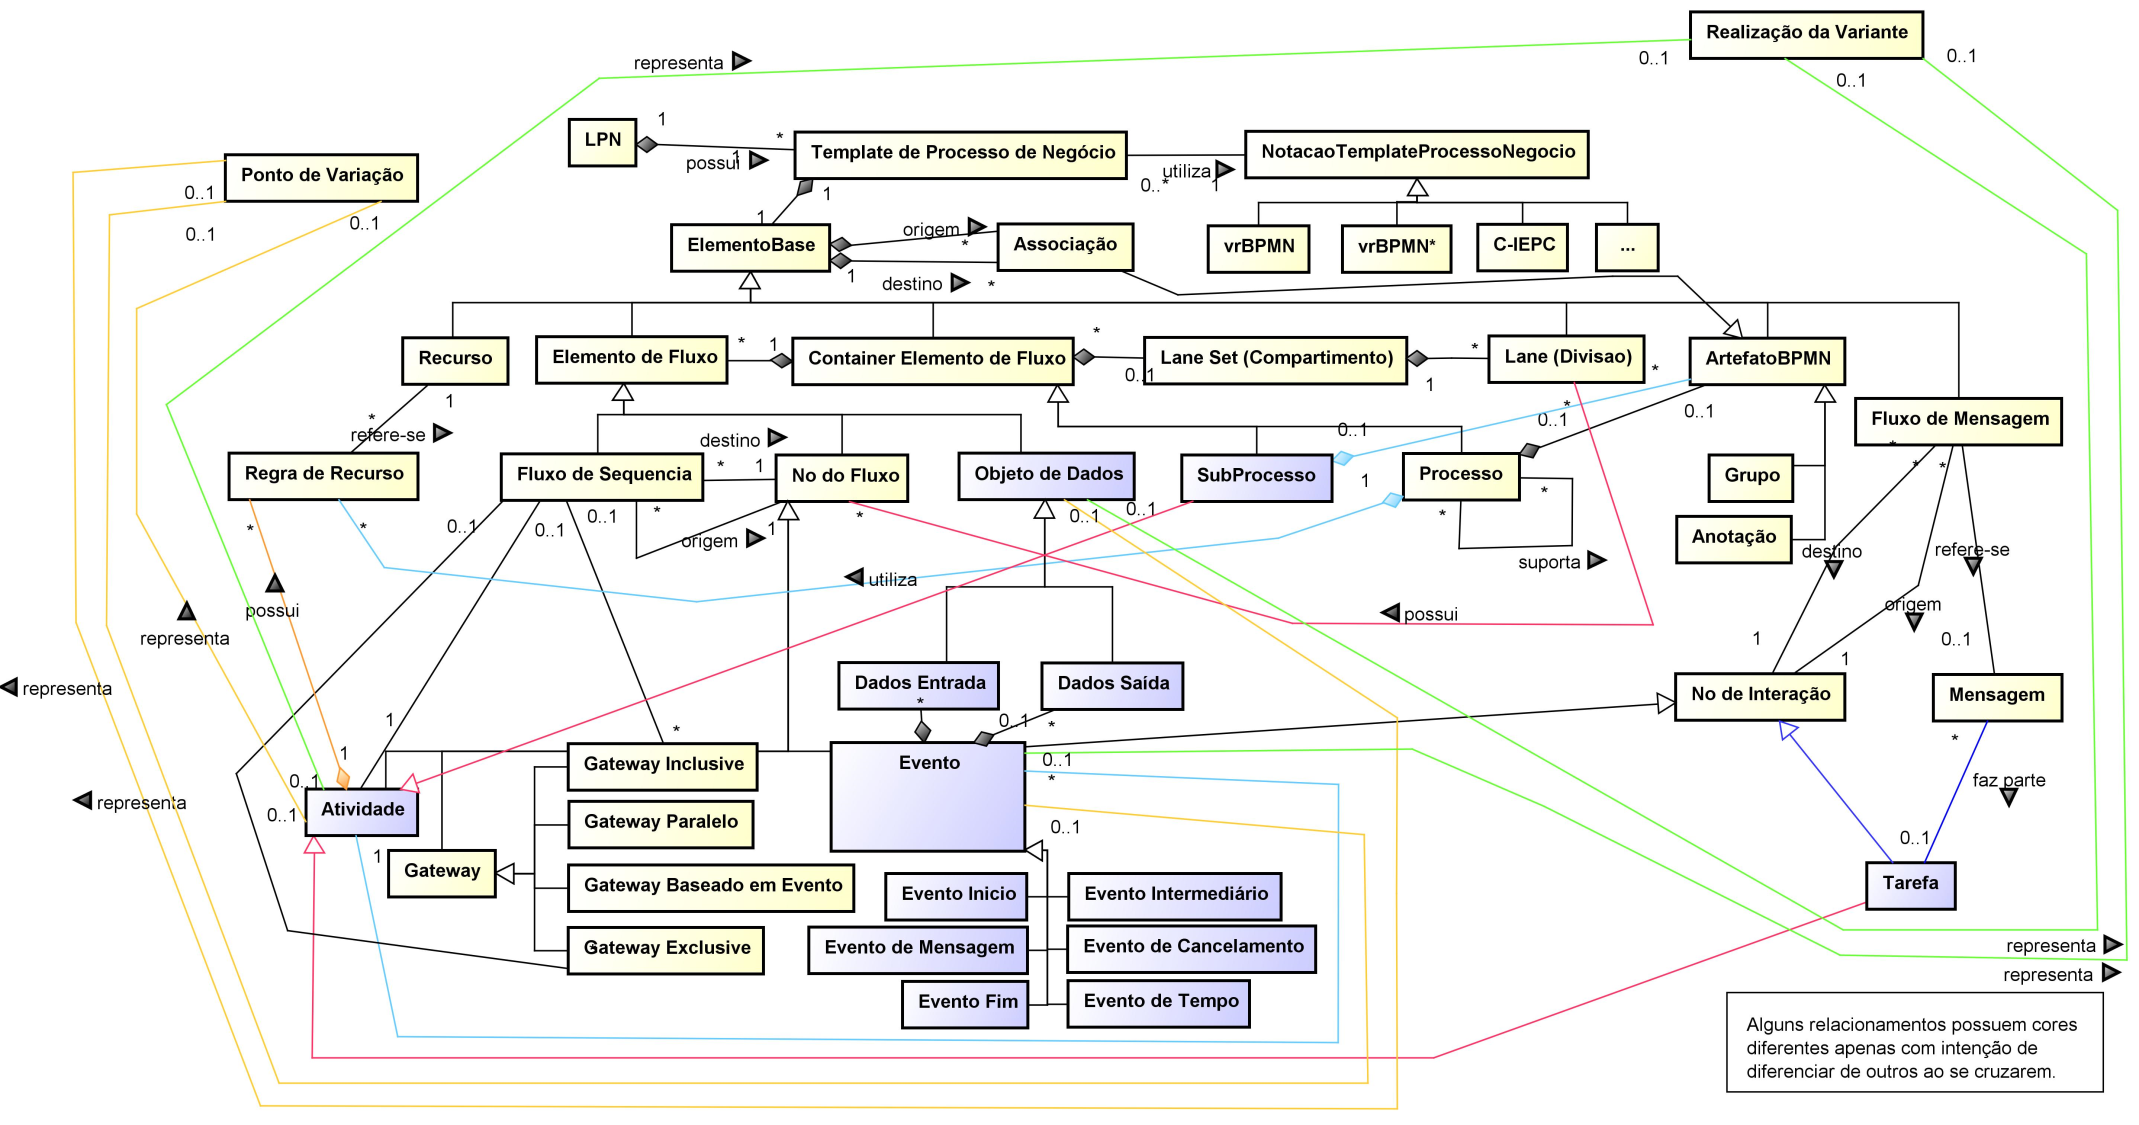 Realização da Variante
0..1
0..1
0..1
representa
LPN
1
*
possui
1
Template de Processo de Negócio
1
0..*
utiliza
1
NotacaoTemplateProcessoNegocio
Ponto de Variação
0..1
0..1
0..1
1
ElementoBase
origem
*
1
destino
*
Associação
vrBPMN
vrBPMN*
C-IEPC
...
Recurso
1
Elemento de Fluxo
*
1
Container Elemento de Fluxo
*
0..1
Lane Set (Compartimento)
1
*
Lane (Divisao)
*
*
ArtefatoBPMN
0..1
0..1
0..1
Fluxo de Mensagem
*
*
*
*
refere-se
Regra de Recurso
*
*
Fluxo de Sequencia
destino
*
1
No do Fluxo
0..1
0..1
0..1
*
origem
1
*
Objeto de Dados
0..1
0..1
SubProcesso
1
Processo
*
*
suporta
Grupo
Anotação
destino
refere-se
origem
utiliza
possui
possui
representa
representa
representa
1
1
0..1
Dados Entrada
*
Dados Saída
0..1
*
No de Interação
Mensagem
*
faz parte
0..1
Tarefa
1
1
*
0..1
0..1
Atividade
1
Gateway
Gateway Inclusive
Gateway Paralelo
Gateway Baseado em Evento
Gateway Exclusive
*
Evento
0..1
*
0..1
Evento Inicio
Evento Intermediário
Evento de Mensagem
Evento de Cancelamento
Evento Fim
Evento de Tempo
representa
representa
Alguns relacionamentos possuem cores
diferentes apenas com intenção de
diferenciar de outros ao se cruzarem.